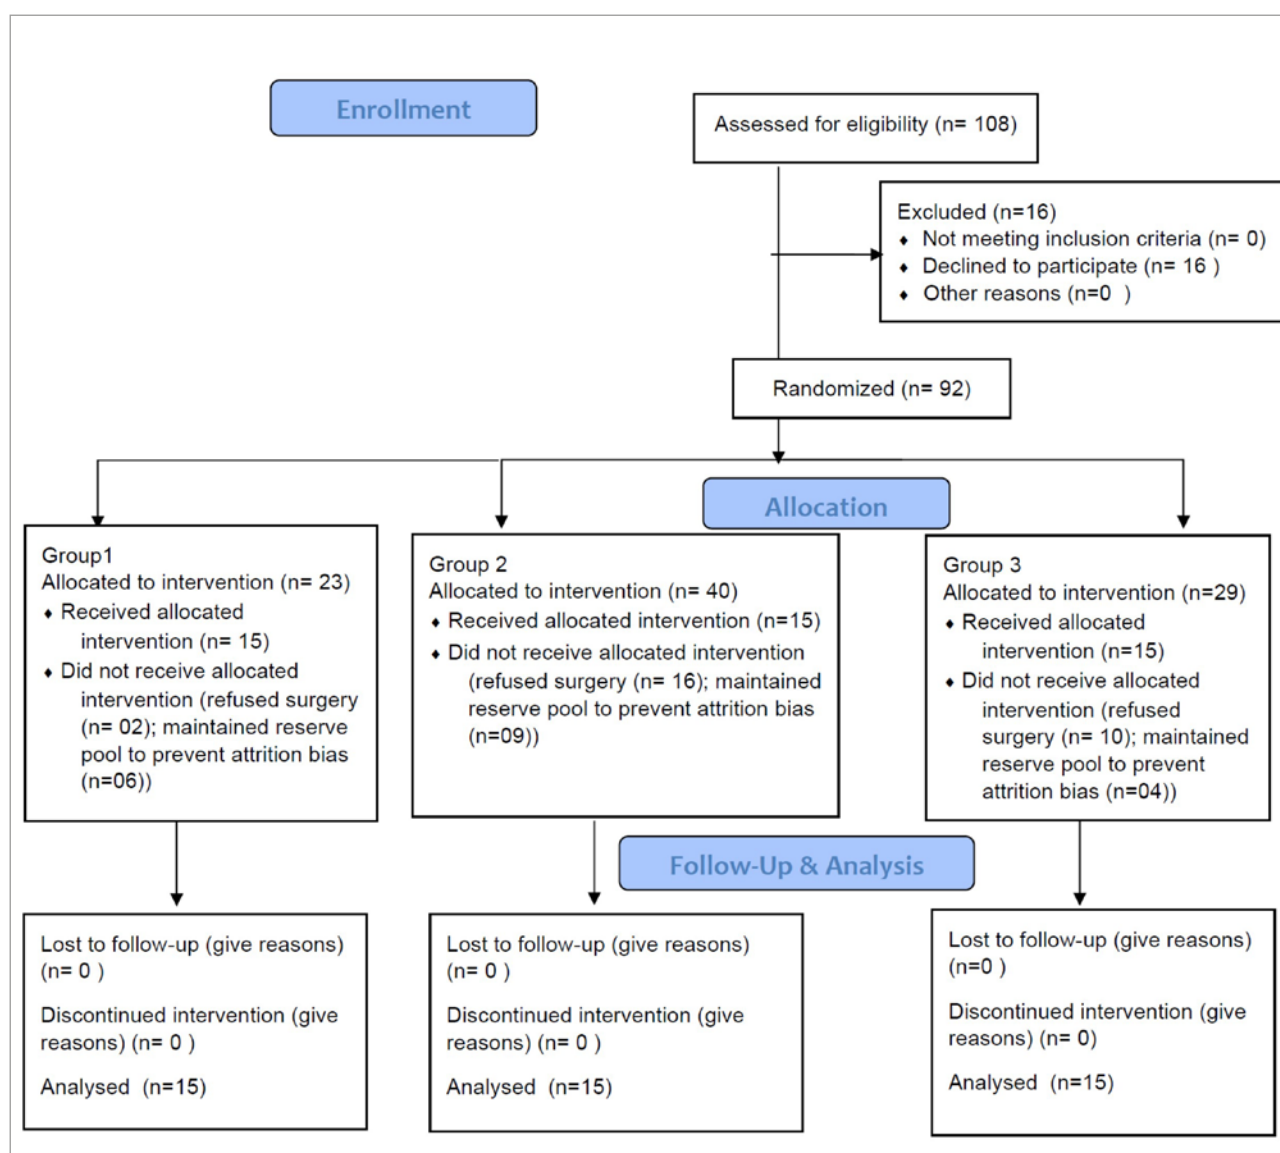 Enrollment
Assessed for eligibility (n= 108)
Excluded (n=16)
♦ Not meeting inclusion criteria (n= 0)
♦ Declined to participate (n= 16 )
♦ Other reasons (n=0 )
Randomized (n= 92)
Allocation
Group1
Allocated to intervention (n= 23)
♦ Received allocated
intervention (n= 15)
♦ Did not receive allocated
intervention (refused surgery
(n= 02); maintained reserve
pool to prevent attrition bias
(n=06))
Group 2
Allocated to intervention (n= 40)
♦ Received allocated intervention (n=15)
♦ Did not receive allocated intervention
(refused surgery (n= 16); maintained
reserve pool to prevent attrition bias
(n=09))
Group 3
Allocated to intervention (n=29)
♦ Received allocated
intervention (n=15)
♦ Did not receive allocated
intervention (refused
surgery (n= 10); maintained
reserve pool to prevent
attrition bias (n=04))
Follow-Up & Analysis
Lost to follow-up (give reasons)
(n= 0 )
Discontinued intervention (give
reasons) (n= 0 )
Analysed (n=15)
Lost to follow-up (give reasons)
(n= 0 )
Discontinued intervention (give
reasons) (n= 0 )
Analysed (n=15)
Lost to follow-up (give reasons)
(n=0 )
Discontinued intervention (give
reasons) (n= 0)
Analysed (n=15)